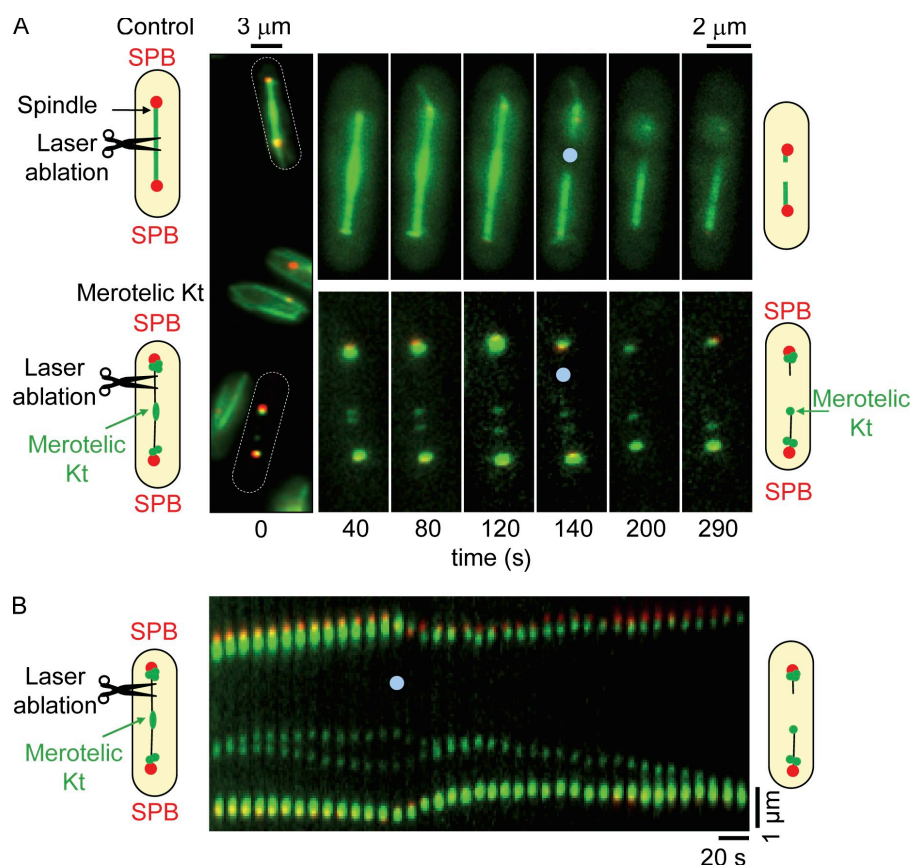 A
Control
3 μm
2 μm
SPB
Spindle
Laser
ablation
SPB
Merotelic Kt
SPB
SPB
Laser
ablation
Merotelic
Kt
Merotelic
Kt
SPB
SPB
0
40
80
120
140
200
290
time (s)
B
SPB
Laser
ablation
Merotelic
Kt
SPB
1 μm
20 s